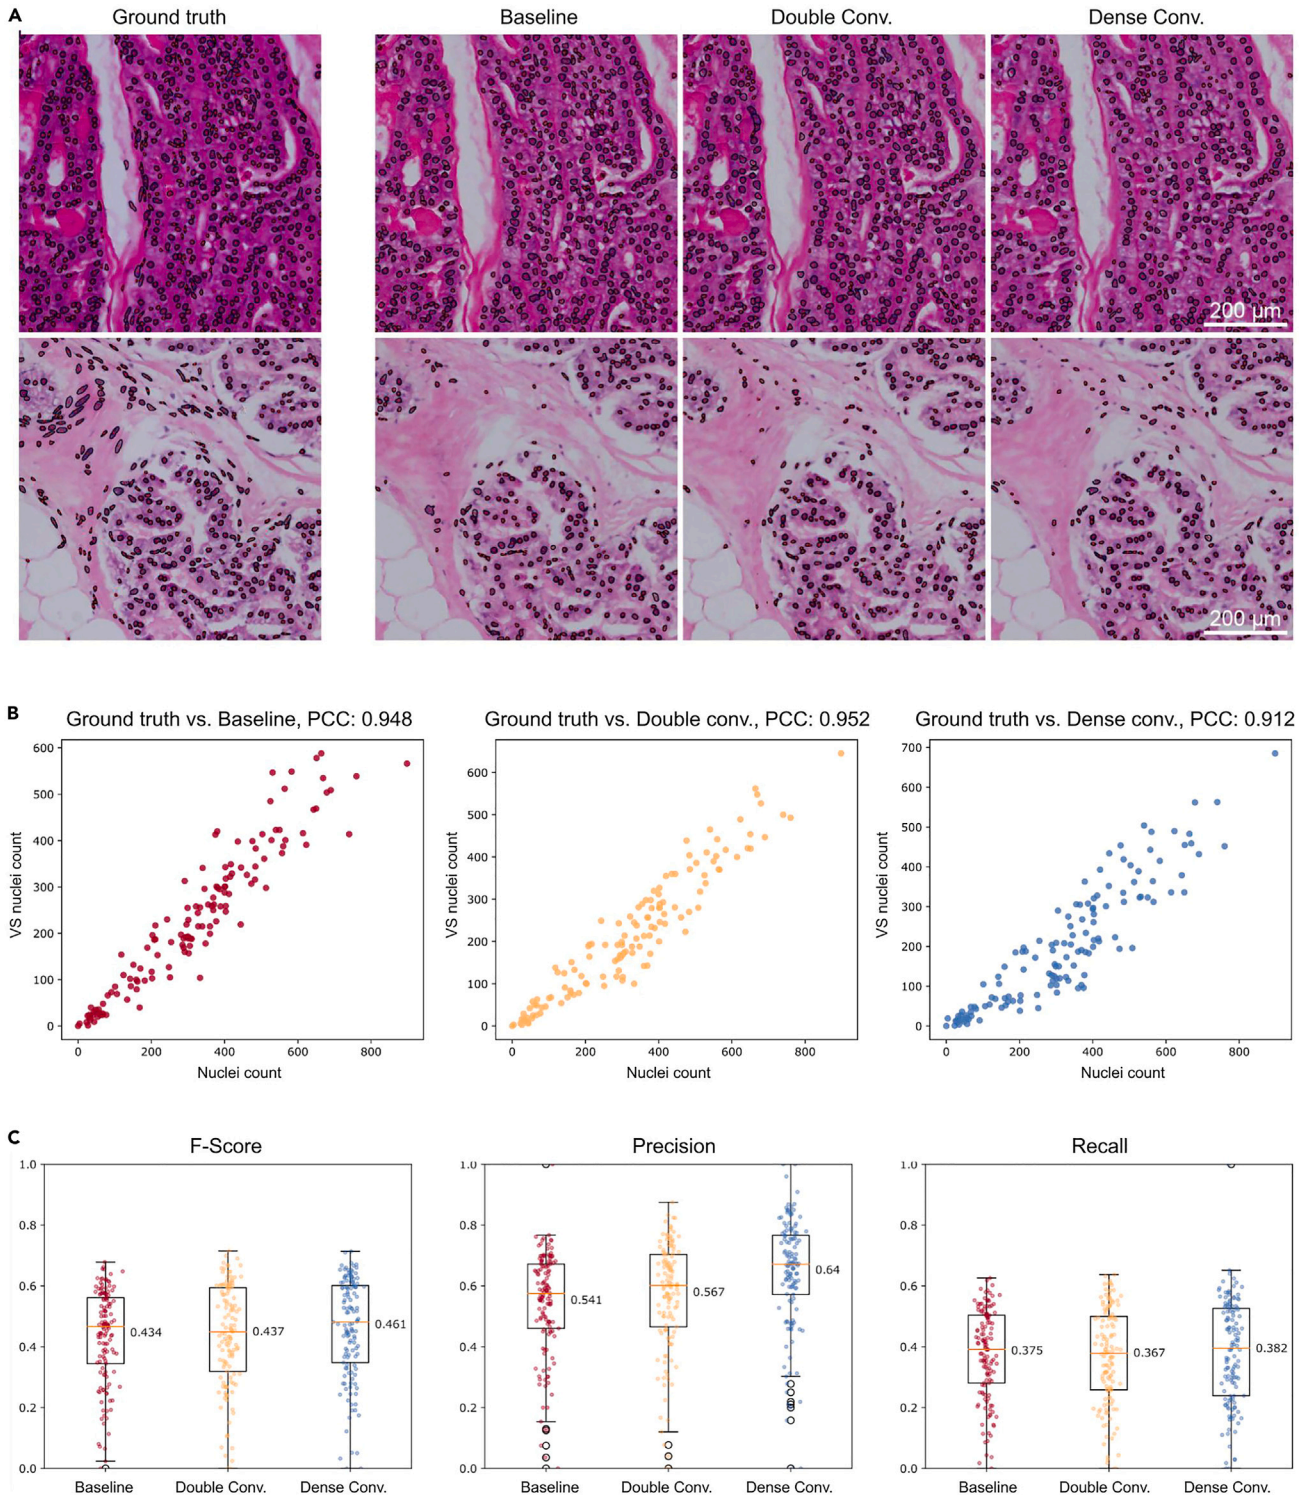 A
Ground truth Baseline Double Conv. Dense Conv.
200 µm
200 µm
B
Ground truth vs. Baseline, PCC: 0.948
VS nuclei count
600
500
400
300
200
100
0
0 200 400 600 800
Nuclei count
Ground truth vs. Double conv., PCC: 0.952
VS nuclei count
600
500
400
300
200
100
0
0 200 400 600 800
Nuclei count
Ground truth vs. Dense conv., PCC: 0.912
VS nuclei count
700
600
500
400
300
200
100
0
0 200 400 600 800
Nuclei count
C
F-Score
1.0
0.8
0.6
0.4
0.2
0.0
0.434
0.437
0.461
Baseline Double Conv. Dense Conv.
Precision
1.0
0.8
0.6
0.4
0.2
0.0
0.541
0.567
0.64
Baseline Double Conv. Dense Conv.
Recall
1.0
0.8
0.6
0.4
0.2
0.0
0.375
0.367
0.382
Baseline Double Conv. Dense Conv.